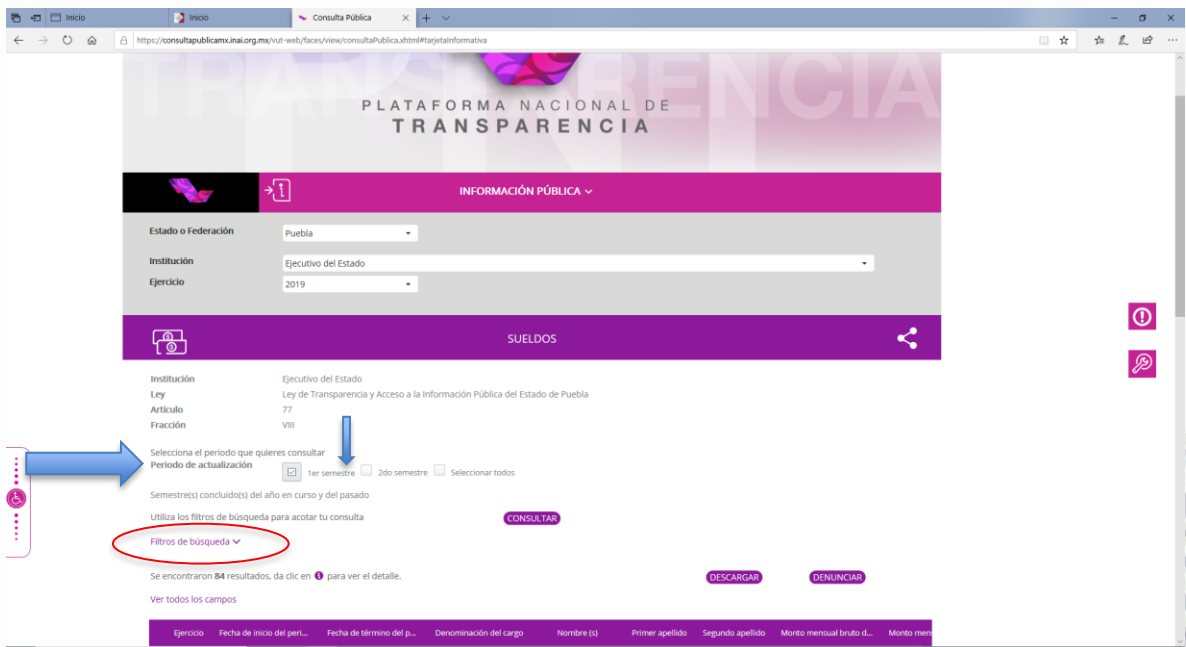 Inicio
Inicio
Consulta Pública
https://consultapublicamx.inai.org.mx/vut-web/faces/view/consultaPublica.xhtml#tarjetaInformativa
TRANSPARENCIA
PLATAFORMA NACIONAL DE
TRANSPARENCIA
INFORMACIÓN PÚBLICA
Estado o Federación Puebla
Institución Ejecutivo del Estado
Ejercicio 2019
SUELDOS
Institución Ejecutivo del Estado
Ley Ley de Transparencia y Acceso a la Información Pública del Estado de Puebla
Artículo 77
Fracción VIII
Selecciona el periodo que quieres consultar
Periodo de actualización 1er semestre 2do semestre Seleccionar todos
Semestre(s) concluido(s) del año en curso y del pasado
Utiliza los filtros de búsqueda para acotar tu consulta CONSULTAR
Filtros de búsqueda
Se encontraron 84 resultados, da clic en i para ver el detalle. DESCARGAR DENUNCIAR
Ver todos los campos
Ejercicio Fecha de inicio del peri... Fecha de término del p... Denominación del cargo Nombre (s) Primer apellido Segundo apellido Monto mensual bruto d... Monto men